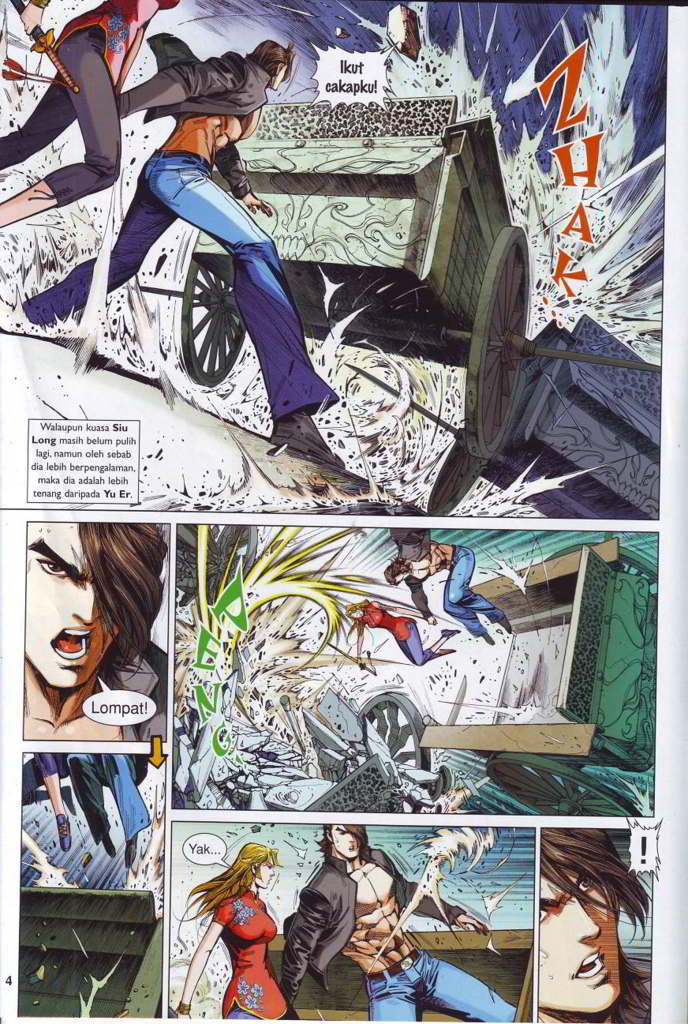 Ikut
cakapku!
ZHAK...
Walaupun kuasa Siu
Long masih belum pulih
lagi, namun oleh sebab
dia lebih berpengalaman,
maka dia adalah lebih
tenang daripada Yu Er.
Lompat!
PENG
Yak...
!
4